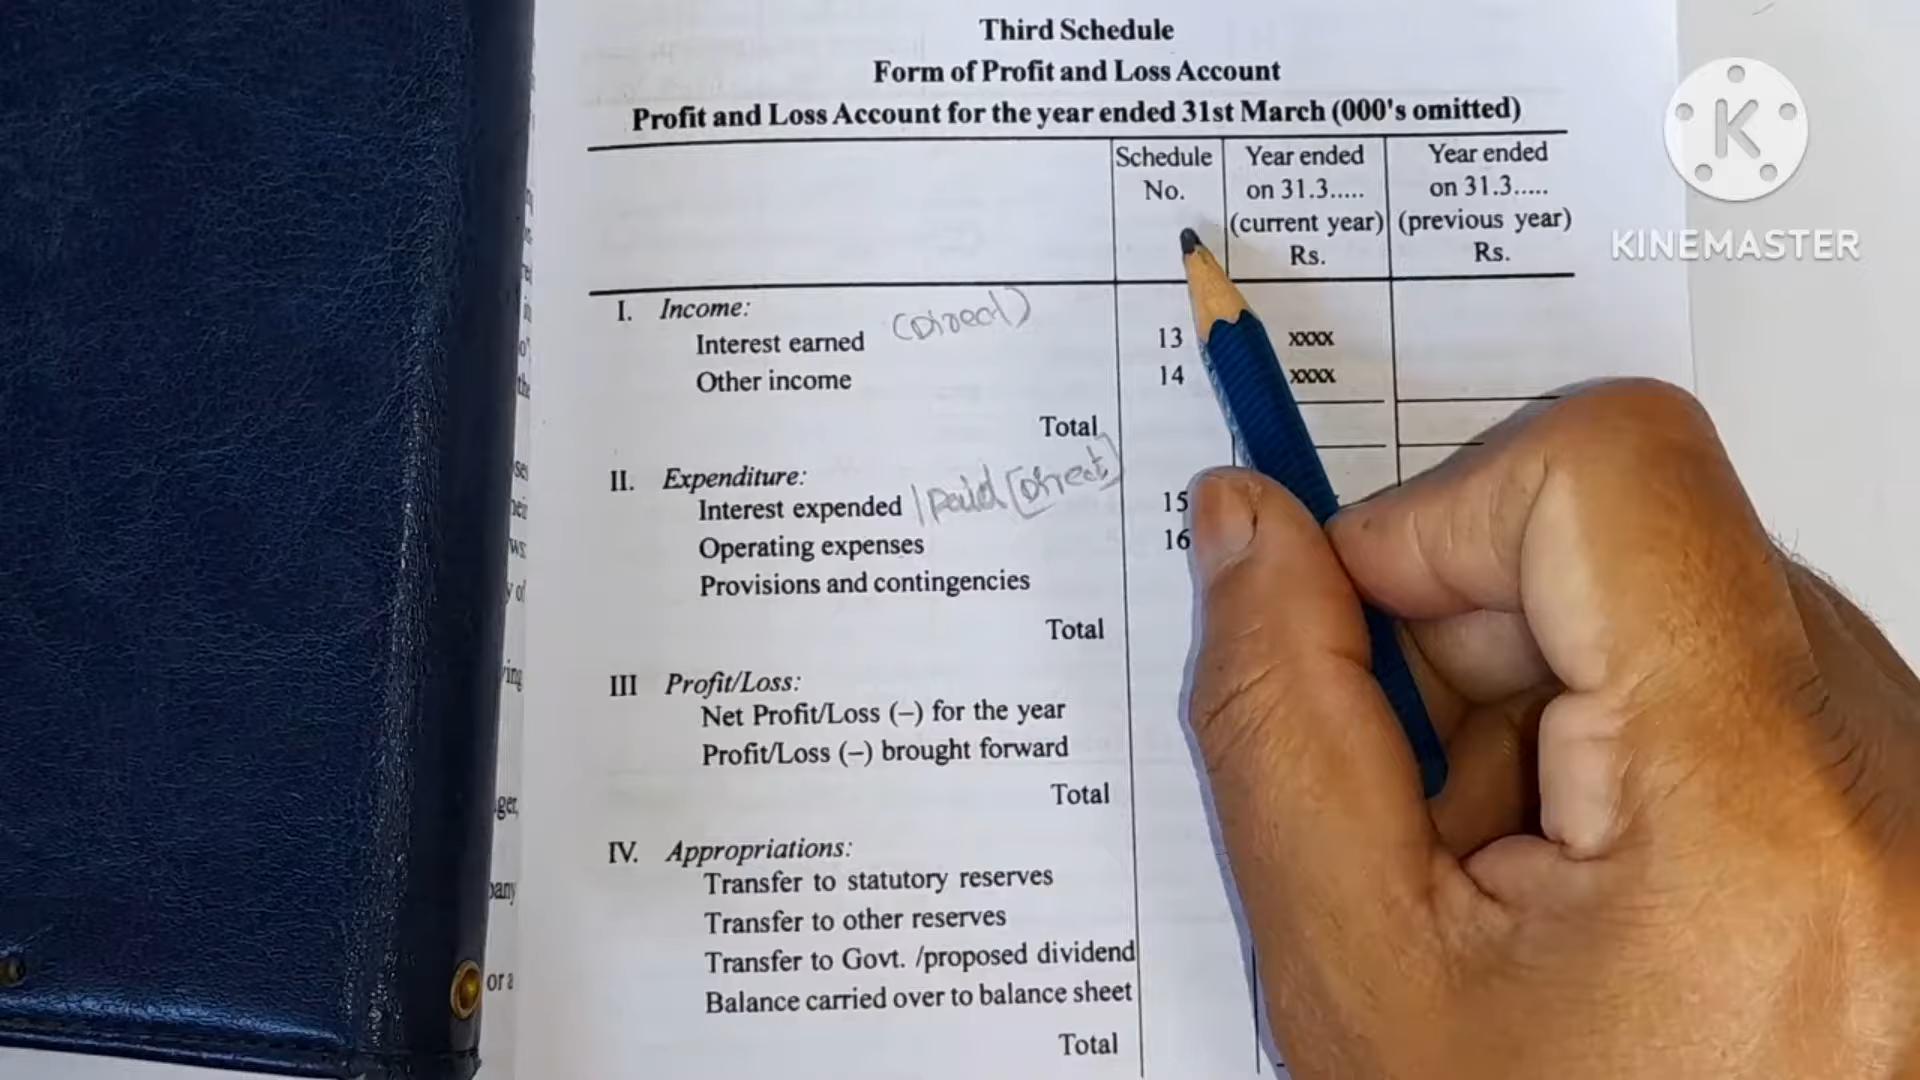 Third Schedule
Form of Profit and Loss Account
Profit and Loss Account for the year ended 31st March (000's omitted)
Schedule No. Year ended on 31.3..... (current year) Rs. Year ended on 31.3..... (previous year) Rs.
I. Income: (Direct)
Interest earned 13 xxxx
Other income 14 xxxx
Total
II. Expenditure:
Interest expended /paid [Direct] 15
Operating expenses 16
Provisions and contingencies
Total
III Profit/Loss:
Net Profit/Loss (–) for the year
Profit/Loss (–) brought forward
Total
IV. Appropriations:
Transfer to statutory reserves
Transfer to other reserves
Transfer to Govt. /proposed dividend
Balance carried over to balance sheet
Total
K
KINEMASTER